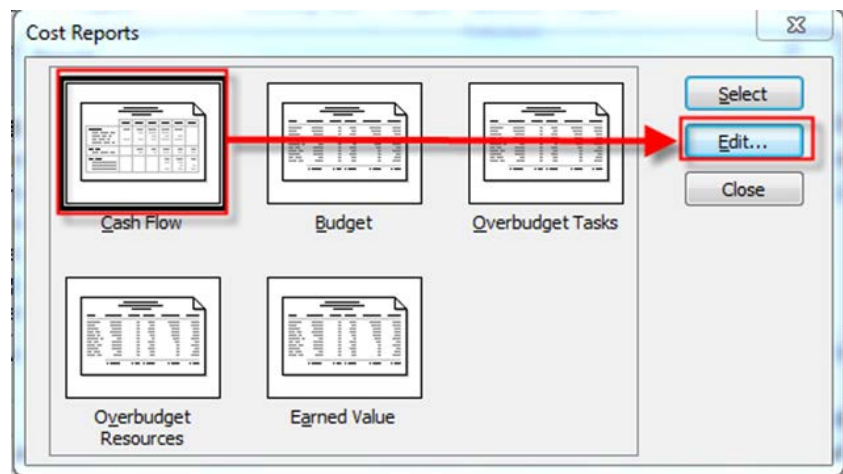 Cost Reports
Select
Edit...
Close
Cash Flow
Budget
Overbudget Tasks
Overbudget
Resources
Earned Value